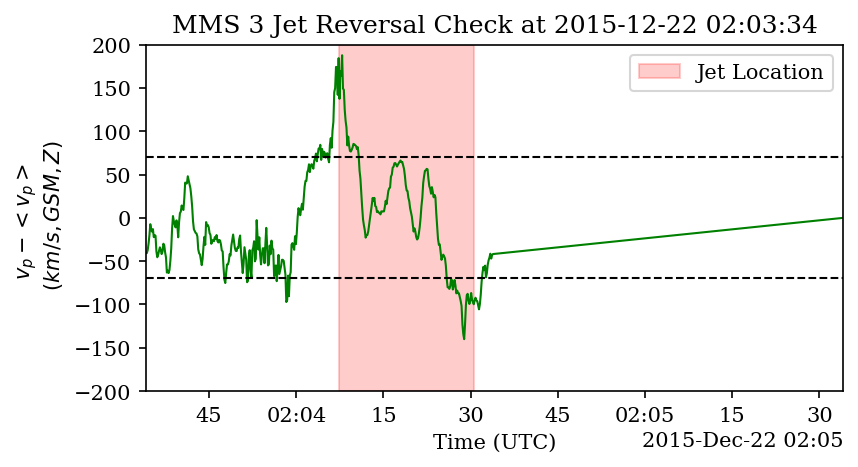 MMS 3 Jet Reversal Check at 2015-12-22 02:03:34
200
150
100
50
0
−50
−100
−150
−200
v_p − < v_p >
(km/s, GSM, Z)
Jet Location
45 02:04 15 30 45 02:05 15 30
Time (UTC)
2015-Dec-22 02:05